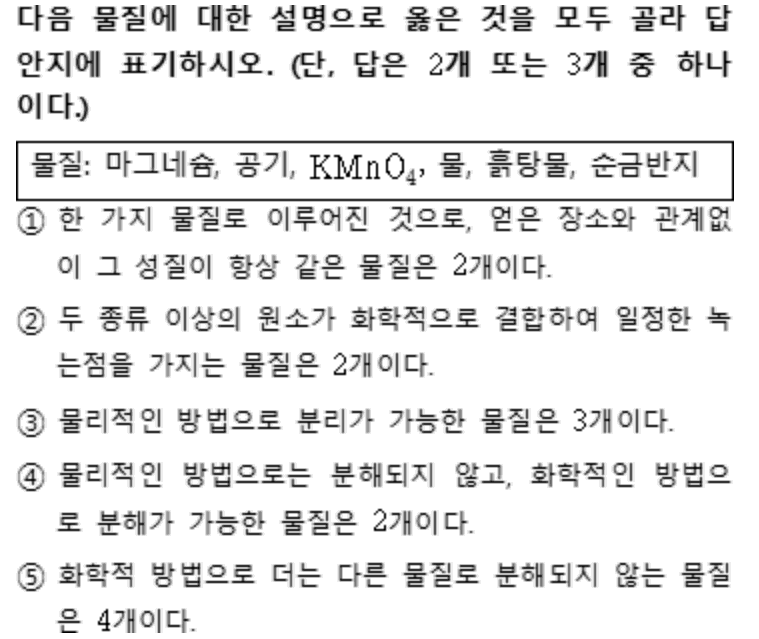 다음 물질에 대한 설명으로 옳은 것을 모두 골라 답
안지에 표기하시오. (단, 답은 2개 또는 3개 중 하나
이다.)
물질: 마그네슘, 공기, KMnO₄, 물, 흙탕물, 순금반지
① 한 가지 물질로 이루어진 것으로, 얻은 장소와 관계없
이 그 성질이 항상 같은 물질은 2개이다.
② 두 종류 이상의 원소가 화학적으로 결합하여 일정한 녹
는점을 가지는 물질은 2개이다.
③ 물리적인 방법으로 분리가 가능한 물질은 3개이다.
④ 물리적인 방법으로는 분해되지 않고, 화학적인 방법으
로 분해가 가능한 물질은 2개이다.
⑤ 화학적 방법으로 더는 다른 물질로 분해되지 않는 물질
은 4개이다.